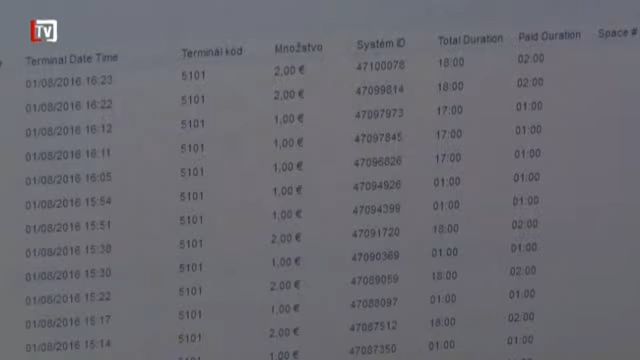 TV
Terminal Date Time Terminál kód Množstvo Systém ID Total Duration Paid Duration Space #
01/08/2016 16:23 5101 2,00 € 47100078 18:00 02:00
01/08/2016 16:22 5101 2,00 € 47099814 18:00 02:00
01/08/2016 16:12 5101 1,00 € 47097973 17:00 01:00
01/08/2016 16:11 5101 1,00 € 47097845 17:00 01:00
01/08/2016 16:05 5101 1,00 € 47096826 17:00 01:00
01/08/2016 15:54 5101 1,00 € 47094926 01:00 01:00
01/08/2016 15:51 5101 1,00 € 47094399 01:00 01:00
01/08/2016 15:38 5101 2,00 € 47091720 18:00 02:00
01/08/2016 15:30 5101 1,00 € 47090369 01:00 01:00
01/08/2016 15:22 5101 2,00 € 47089059 18:00 02:00
01/08/2016 15:17 5101 1,00 € 47088097 01:00 01:00
01/08/2016 15:14 5101 2,00 € 47087512 18:00 02:00
5101 1,00 € 47087350 01:00 01:00